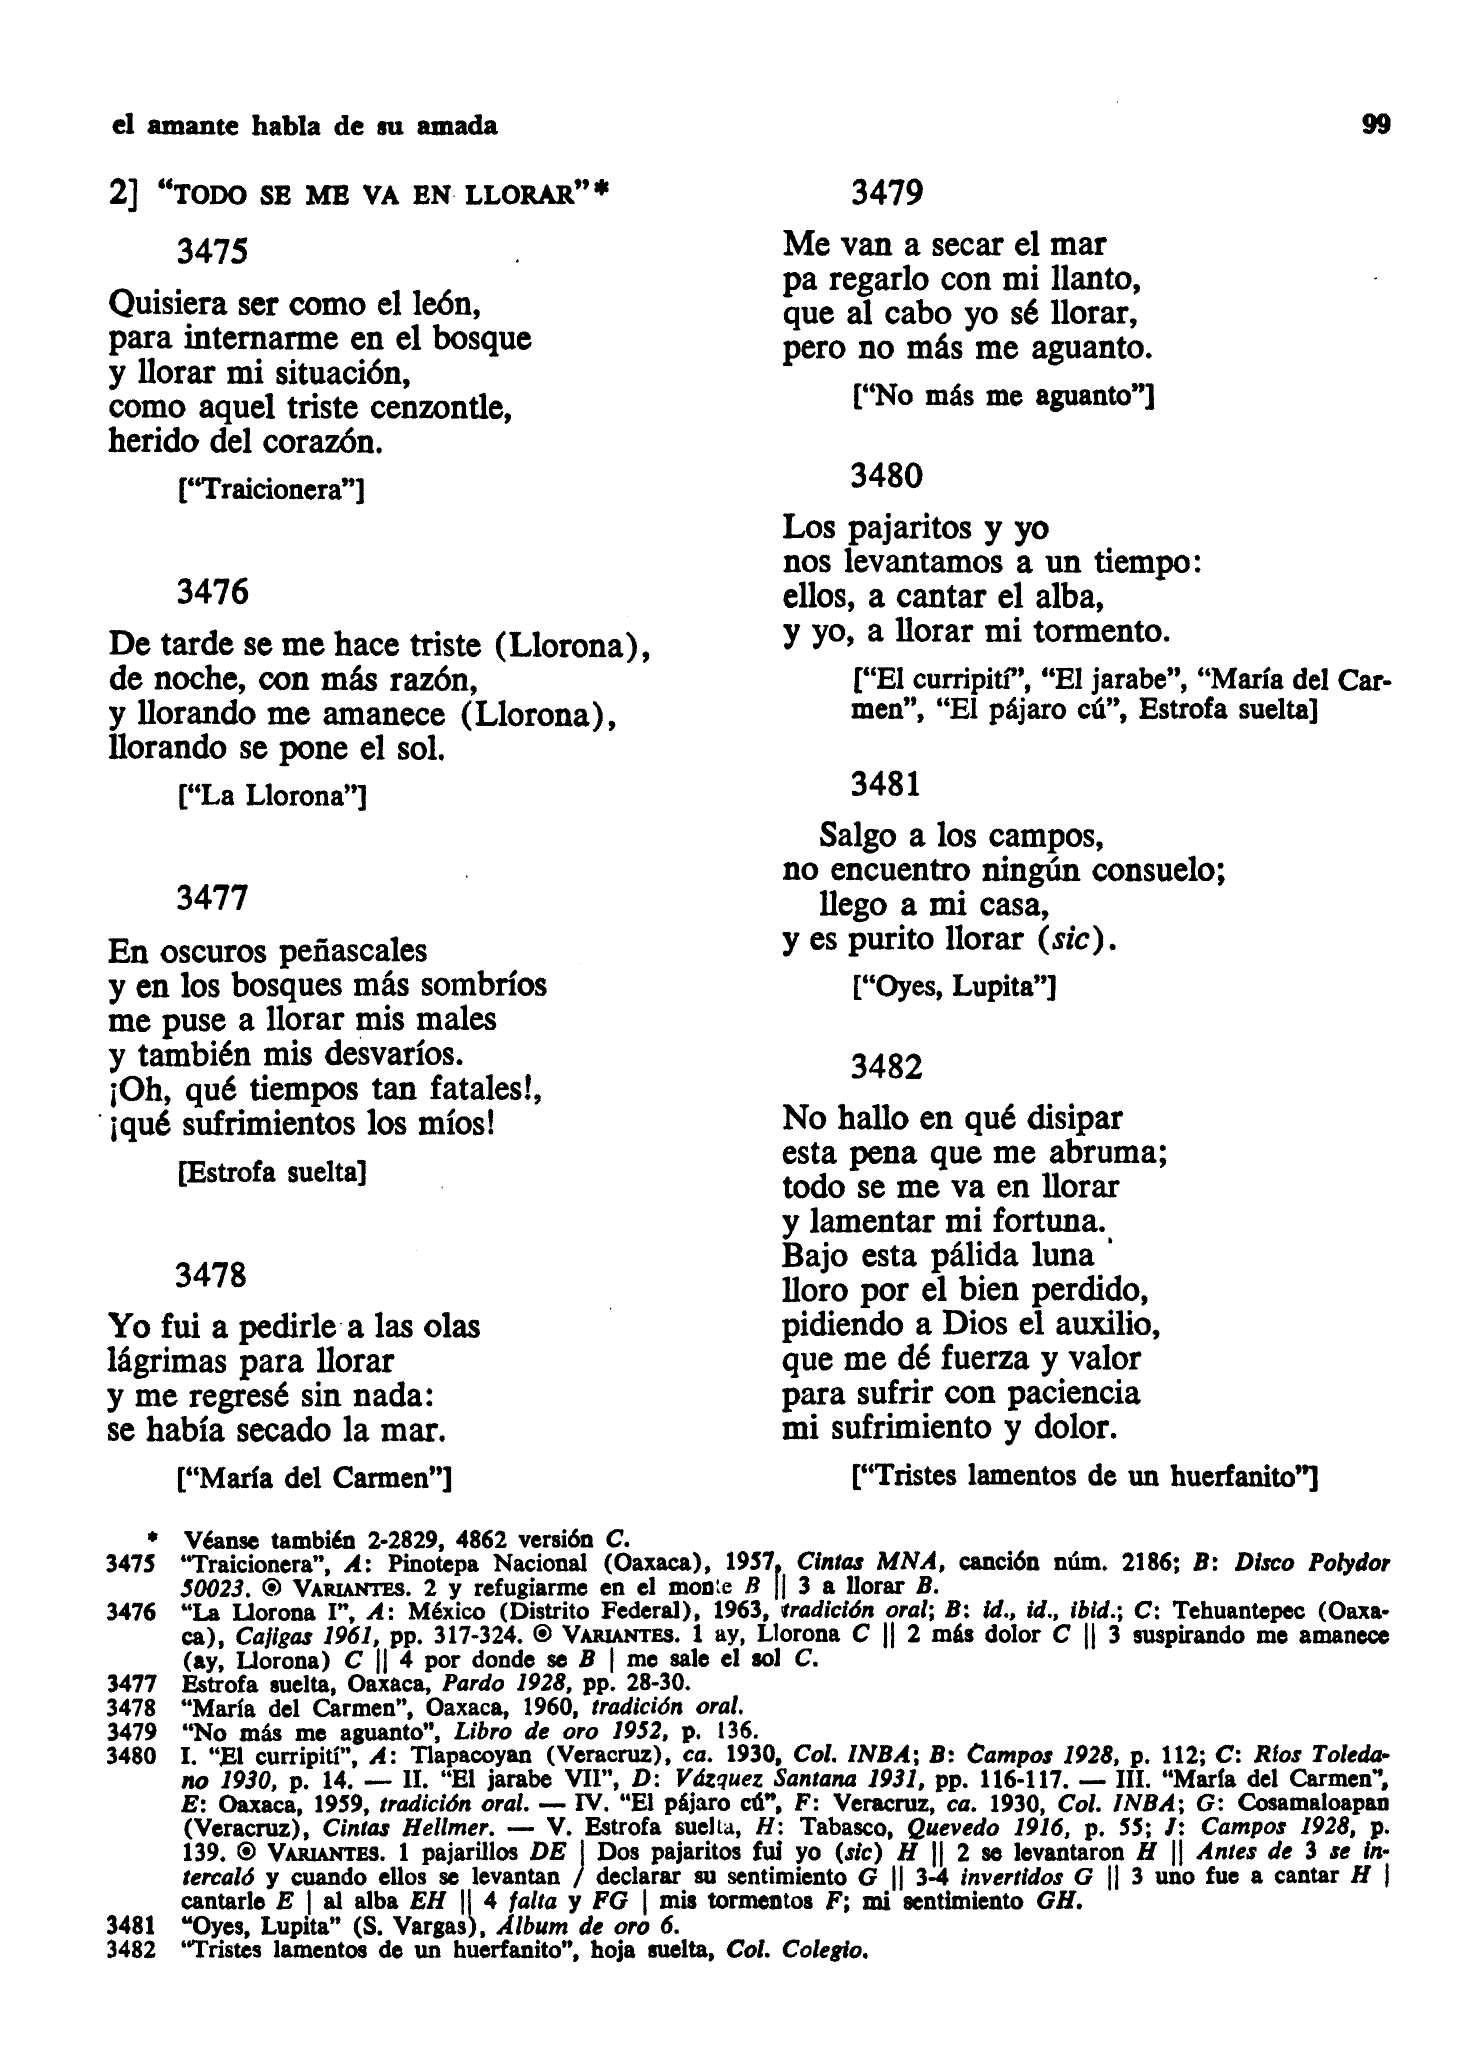 el amante habla de su amada
99
2] “TODO SE ME VA EN LLORAR”*
3475
Quisiera ser como el león,
para internarme en el bosque
y llorar mi situación,
como aquel triste cenzontle,
herido del corazón.
[“Traicionera”]
3476
De tarde se me hace triste (Llorona),
de noche, con más razón,
y llorando me amanece (Llorona),
llorando se pone el sol.
[“La Llorona”]
3477
En oscuros peñascales
y en los bosques más sombríos
me puse a llorar mis males
y también mis desvaríos.
¡Oh, qué tiempos tan fatales!,
¡qué sufrimientos los míos!
[Estrofa suelta]
3478
Yo fui a pedirle a las olas
lágrimas para llorar
y me regresé sin nada:
se había secado la mar.
[“María del Carmen”]
3479
Me van a secar el mar
pa regarlo con mi llanto,
que al cabo yo sé llorar,
pero no más me aguanto.
[“No más me aguanto”]
3480
Los pajaritos y yo
nos levantamos a un tiempo:
ellos, a cantar el alba,
y yo, a llorar mi tormento.
[“El curripití”, “El jarabe”, “María del Car-
men”, “El pájaro cú”, Estrofa suelta]
3481
Salgo a los campos,
no encuentro ningún consuelo;
llego a mi casa,
y es purito llorar (sic).
[“Oyes, Lupita”]
3482
No hallo en qué disipar
esta pena que me abruma;
todo se me va en llorar
y lamentar mi fortuna.
Bajo esta pálida luna
lloro por el bien perdido,
pidiendo a Dios el auxilio,
que me dé fuerza y valor
para sufrir con paciencia
mi sufrimiento y dolor.
[“Tristes lamentos de un huerfanito”]
* Véanse también 2-2829, 4862 versión C.
3475 “Traicionera”, A: Pinotepa Nacional (Oaxaca), 1957, Cintas MNA, canción núm. 2186; B: Disco Polydor
50023. ⊙ VARIANTES. 2 y refugiarme en el monte B || 3 a llorar B.
3476 “La Llorona I”, A: México (Distrito Federal), 1963, tradición oral; B: id., id., ibid.; C: Tehuantepec (Oaxa-
ca), Cajigas 1961, pp. 317-324. ⊙ VARIANTES. 1 ay, Llorona C || 2 más dolor C || 3 suspirando me amanece
(ay, Llorona) C || 4 por donde se B | me sale el sol C.
3477 Estrofa suelta, Oaxaca, Pardo 1928, pp. 28-30.
3478 “María del Carmen”, Oaxaca, 1960, tradición oral.
3479 “No más me aguanto”, Libro de oro 1952, p. 136.
3480 I. “El curripití”, A: Tlapacoyan (Veracruz), ca. 1930, Col. INBA; B: Campos 1928, p. 112; C: Ríos Toleda-
no 1930, p. 14. — II. “El jarabe VII”, D: Vázquez Santana 1931, pp. 116-117. — III. “María del Carmen”,
E: Oaxaca, 1959, tradición oral. — IV. “El pájaro cú”, F: Veracruz, ca. 1930, Col. INBA; G: Cosamaloapan
(Veracruz), Cintas Hellmer. — V. Estrofa suelta, H: Tabasco, Quevedo 1916, p. 55; J: Campos 1928, p.
139. ⊙ VARIANTES. 1 pajarillos DE | Dos pajaritos fui yo (sic) H || 2 se levantaron H || Antes de 3 se in-
tercaló y cuando ellos se levantan / declarar su sentimiento G || 3-4 invertidos G || 3 uno fue a cantar H |
cantarle E | al alba EH || 4 falta y FG | mis tormentos F; mi sentimiento GH.
3481 “Oyes, Lupita” (S. Vargas), Álbum de oro 6.
3482 “Tristes lamentos de un huerfanito”, hoja suelta, Col. Colegio.